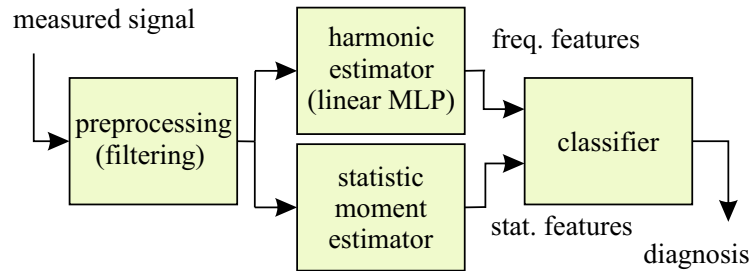 measured signal
preprocessing
(filtering)
harmonic
estimator
(linear MLP)
freq. features
statistic
moment
estimator
stat. features
classifier
diagnosis